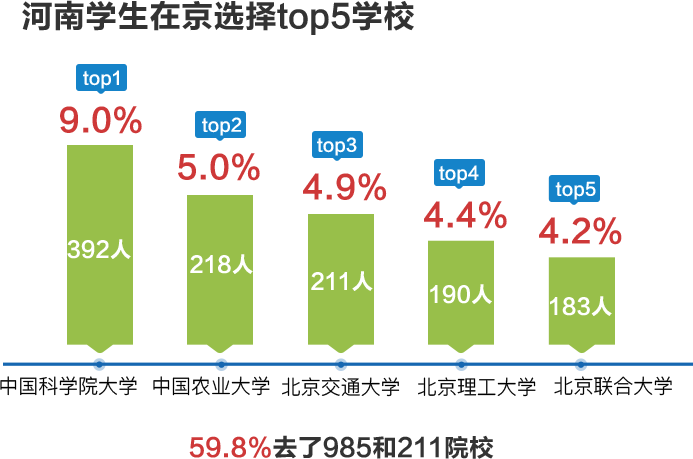 河南学生在京选择top5学校
top1
9.0%
392人
top2
5.0%
218人
top3
4.9%
211人
top4
4.4%
190人
top5
4.2%
183人
中国科学院大学 中国农业大学 北京交通大学 北京理工大学 北京联合大学
59.8%去了985和211院校